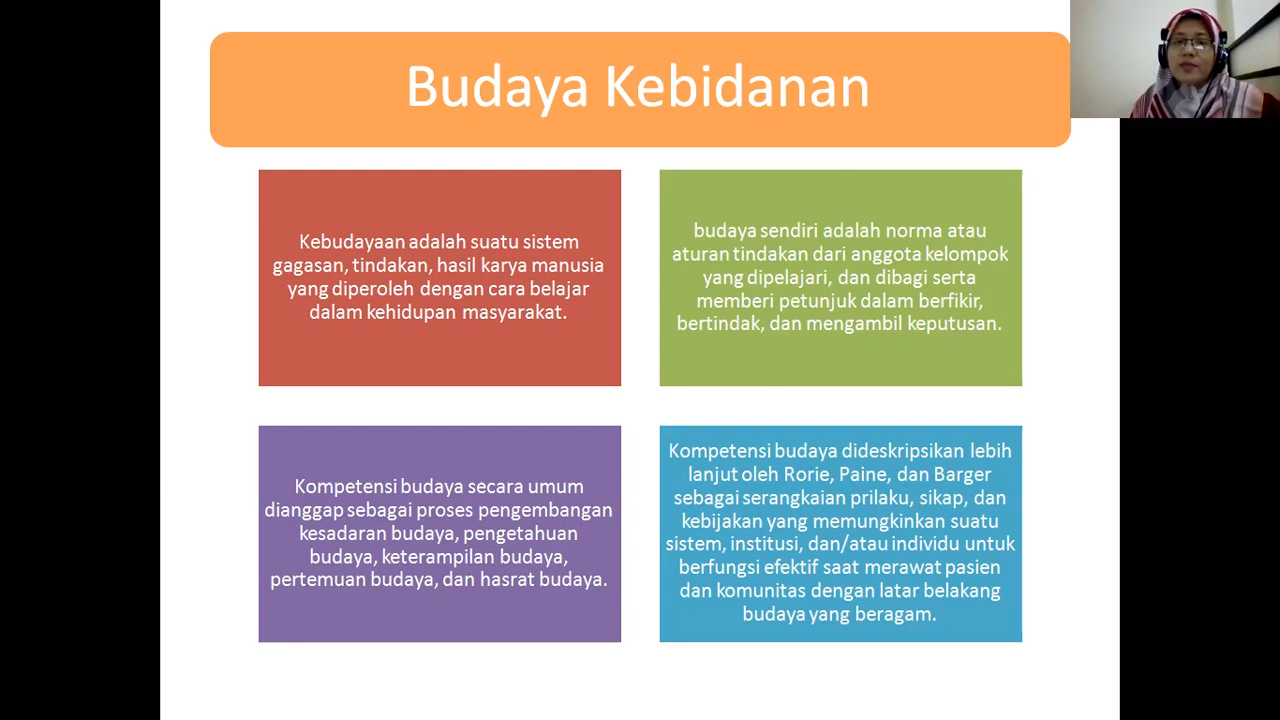 Budaya Kebidanan
Kebudayaan adalah suatu sistem
gagasan, tindakan, hasil karya manusia
yang diperoleh dengan cara belajar
dalam kehidupan masyarakat.
budaya sendiri adalah norma atau
aturan tindakan dari anggota kelompok
yang dipelajari, dan dibagi serta
memberi petunjuk dalam berfikir,
bertindak, dan mengambil keputusan.
Kompetensi budaya secara umum
dianggap sebagai proses pengembangan
kesadaran budaya, pengetahuan
budaya, keterampilan budaya,
pertemuan budaya, dan hasrat budaya.
Kompetensi budaya dideskripsikan lebih
lanjut oleh Rorie, Paine, dan Barger
sebagai serangkaian prilaku, sikap, dan
kebijakan yang memungkinkan suatu
sistem, institusi, dan/atau individu untuk
berfungsi efektif saat merawat pasien
dan komunitas dengan latar belakang
budaya yang beragam.